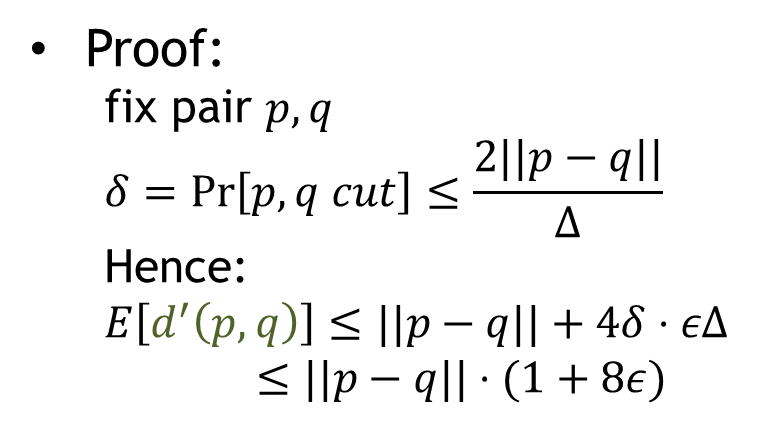 • Proof:
fix pair p, q
δ = Pr[p, q cut] ≤ 2||p − q|| / Δ
Hence:
E[d′(p, q)] ≤ ||p − q|| + 4δ · ϵΔ
≤ ||p − q|| · (1 + 8ϵ)